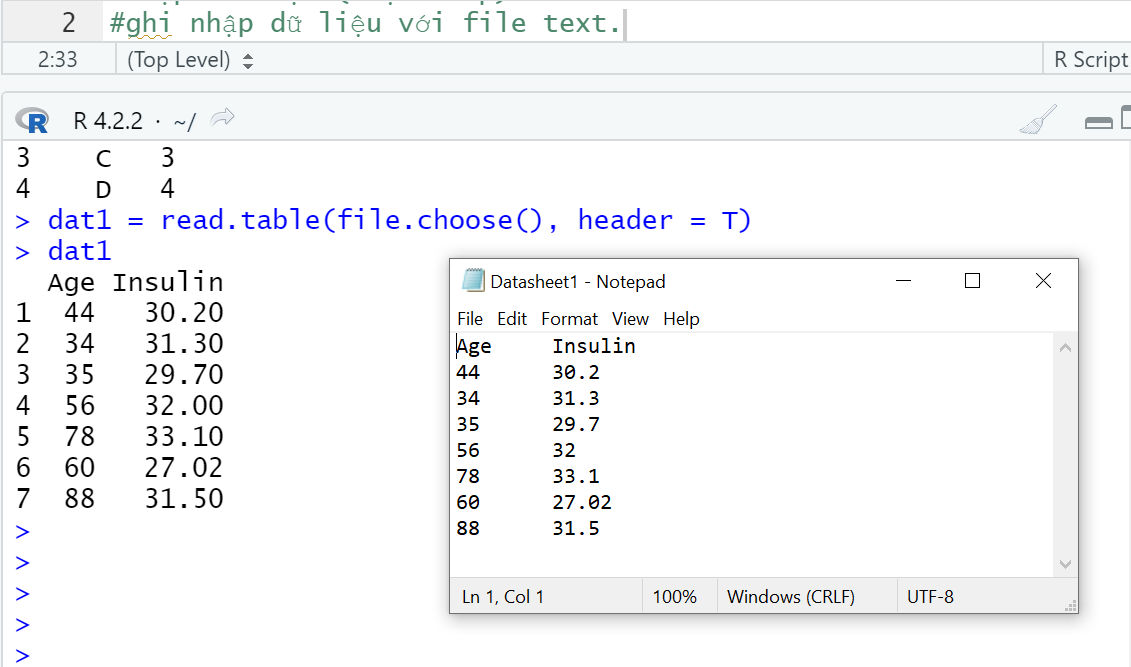 2 #ghi nhập dữ liệu với file text.
2:33 (Top Level) R Script
R R 4.2.2 · ~/
3 C 3
4 D 4
> dat1 = read.table(file.choose(), header = T)
> dat1
Age Insulin
1 44 30.20
2 34 31.30
3 35 29.70
4 56 32.00
5 78 33.10
6 60 27.02
7 88 31.50
>
>
>
>
>
Datasheet1 - Notepad
File Edit Format View Help
Age Insulin
44 30.2
34 31.3
35 29.7
56 32
78 33.1
60 27.02
88 31.5
Ln 1, Col 1 100% Windows (CRLF) UTF-8